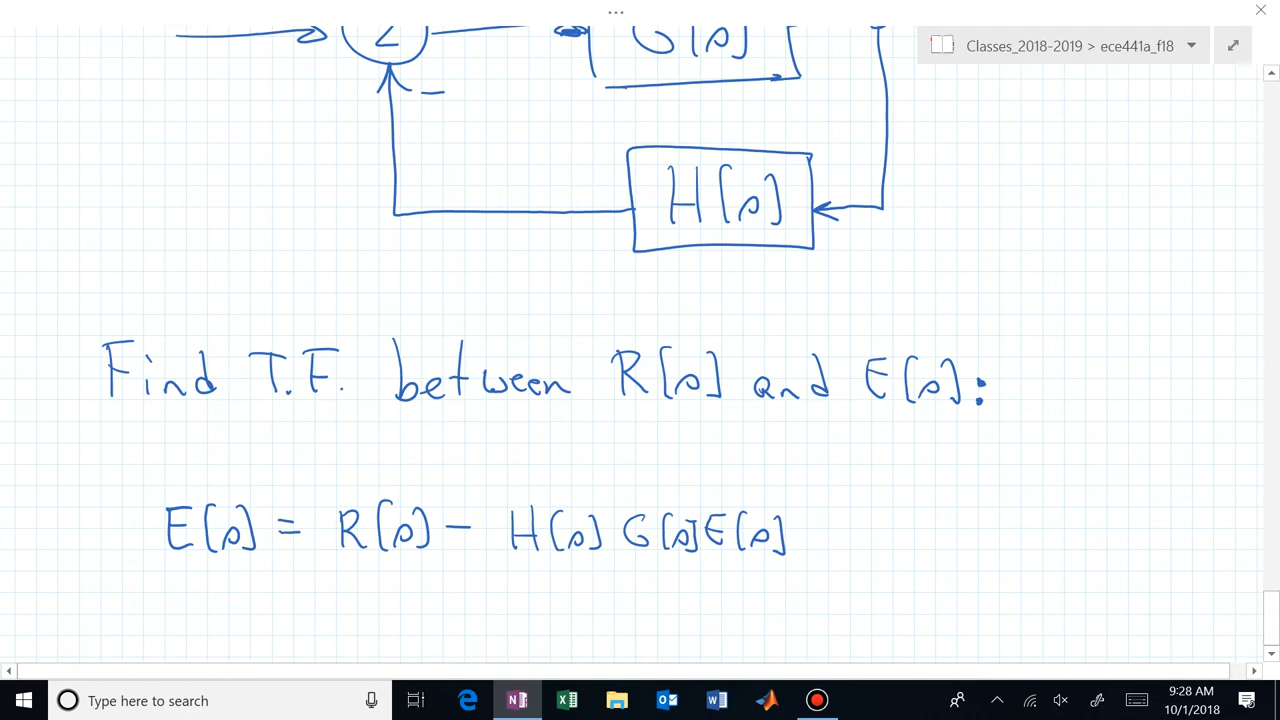 Classes_2018-2019 > ece441a_f18
Σ
G[s]
−
H[s]
Find T.F. between R[s] and E[s]:
E[s] = R[s] − H[s] G[s]E[s]
Type here to search
9:28 AM
10/1/2018